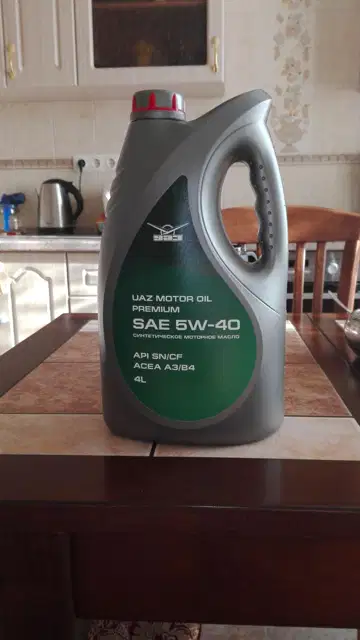 UAZ MOTOR OIL
PREMIUM
SAE 5W-40
СИНТЕТИЧЕСКОЕ МОТОРНОЕ МАСЛО
API SN/CF
ACEA A3/B4
4L